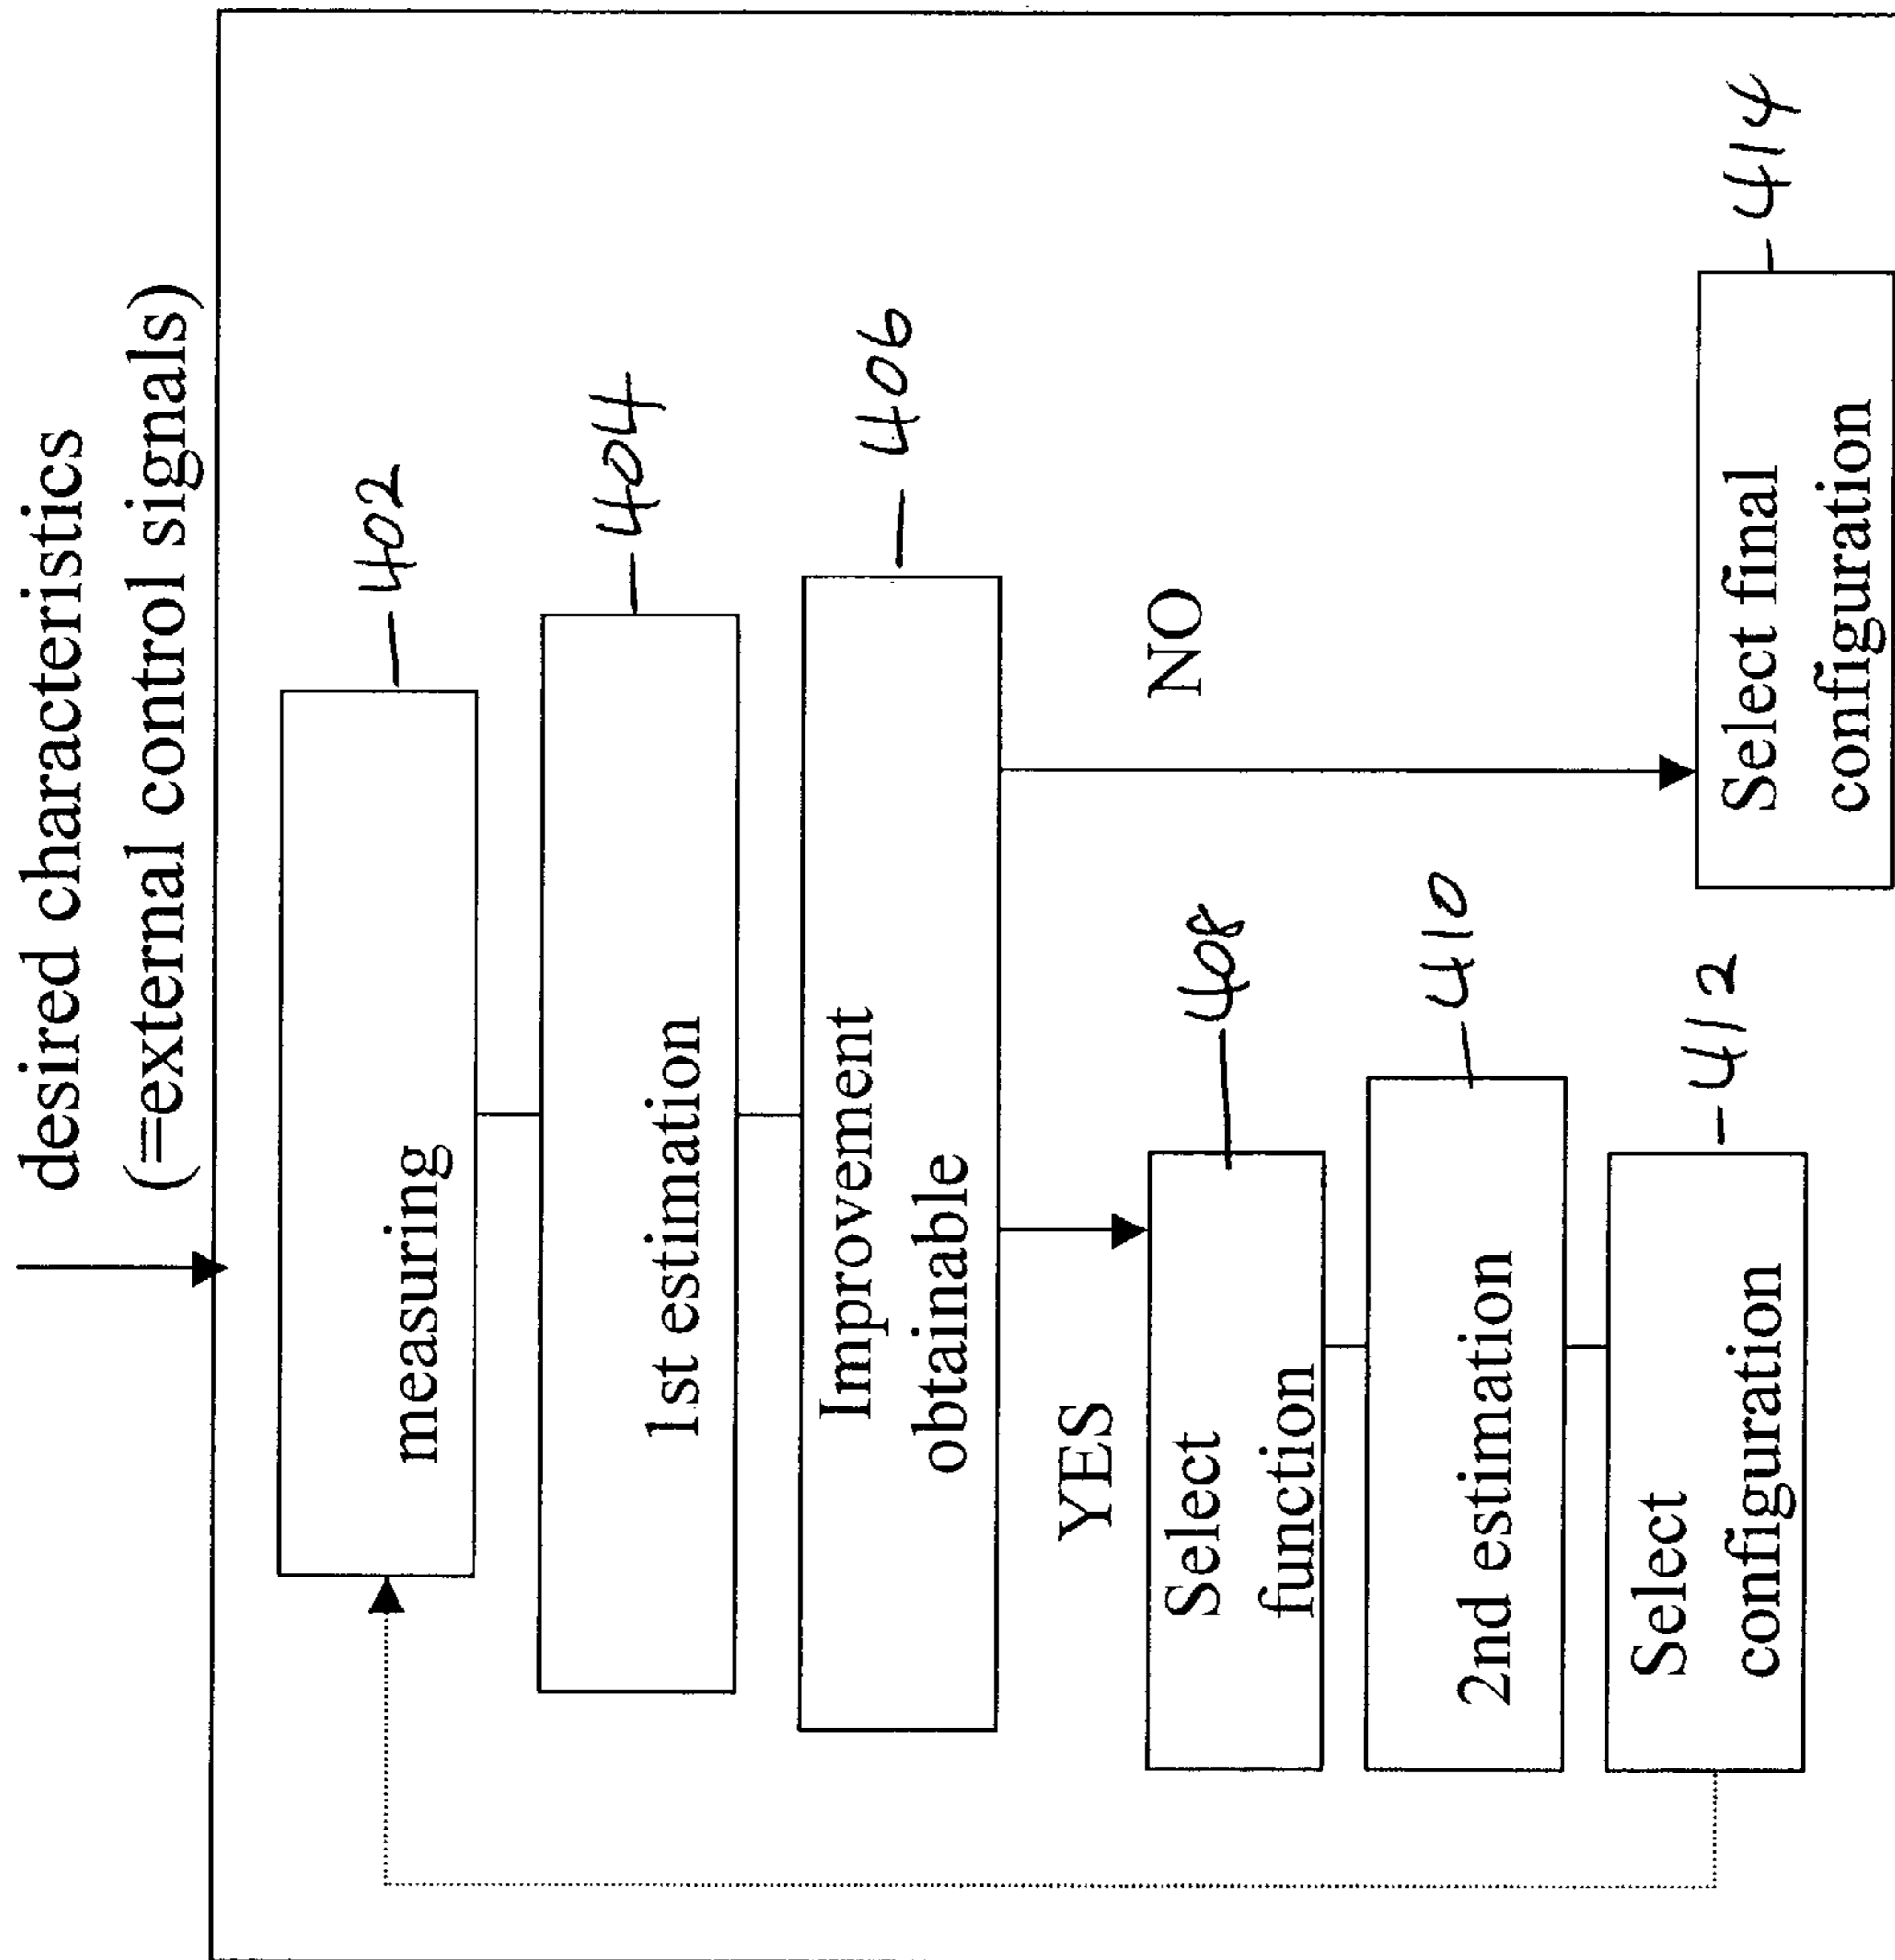 desired characteristics
(=external control signals)
measuring
402
1st estimation
404
Improvement
obtainable
406
YES
NO
Select
function
408
2nd estimation
410
Select
configuration
412
Select final
configuration
414